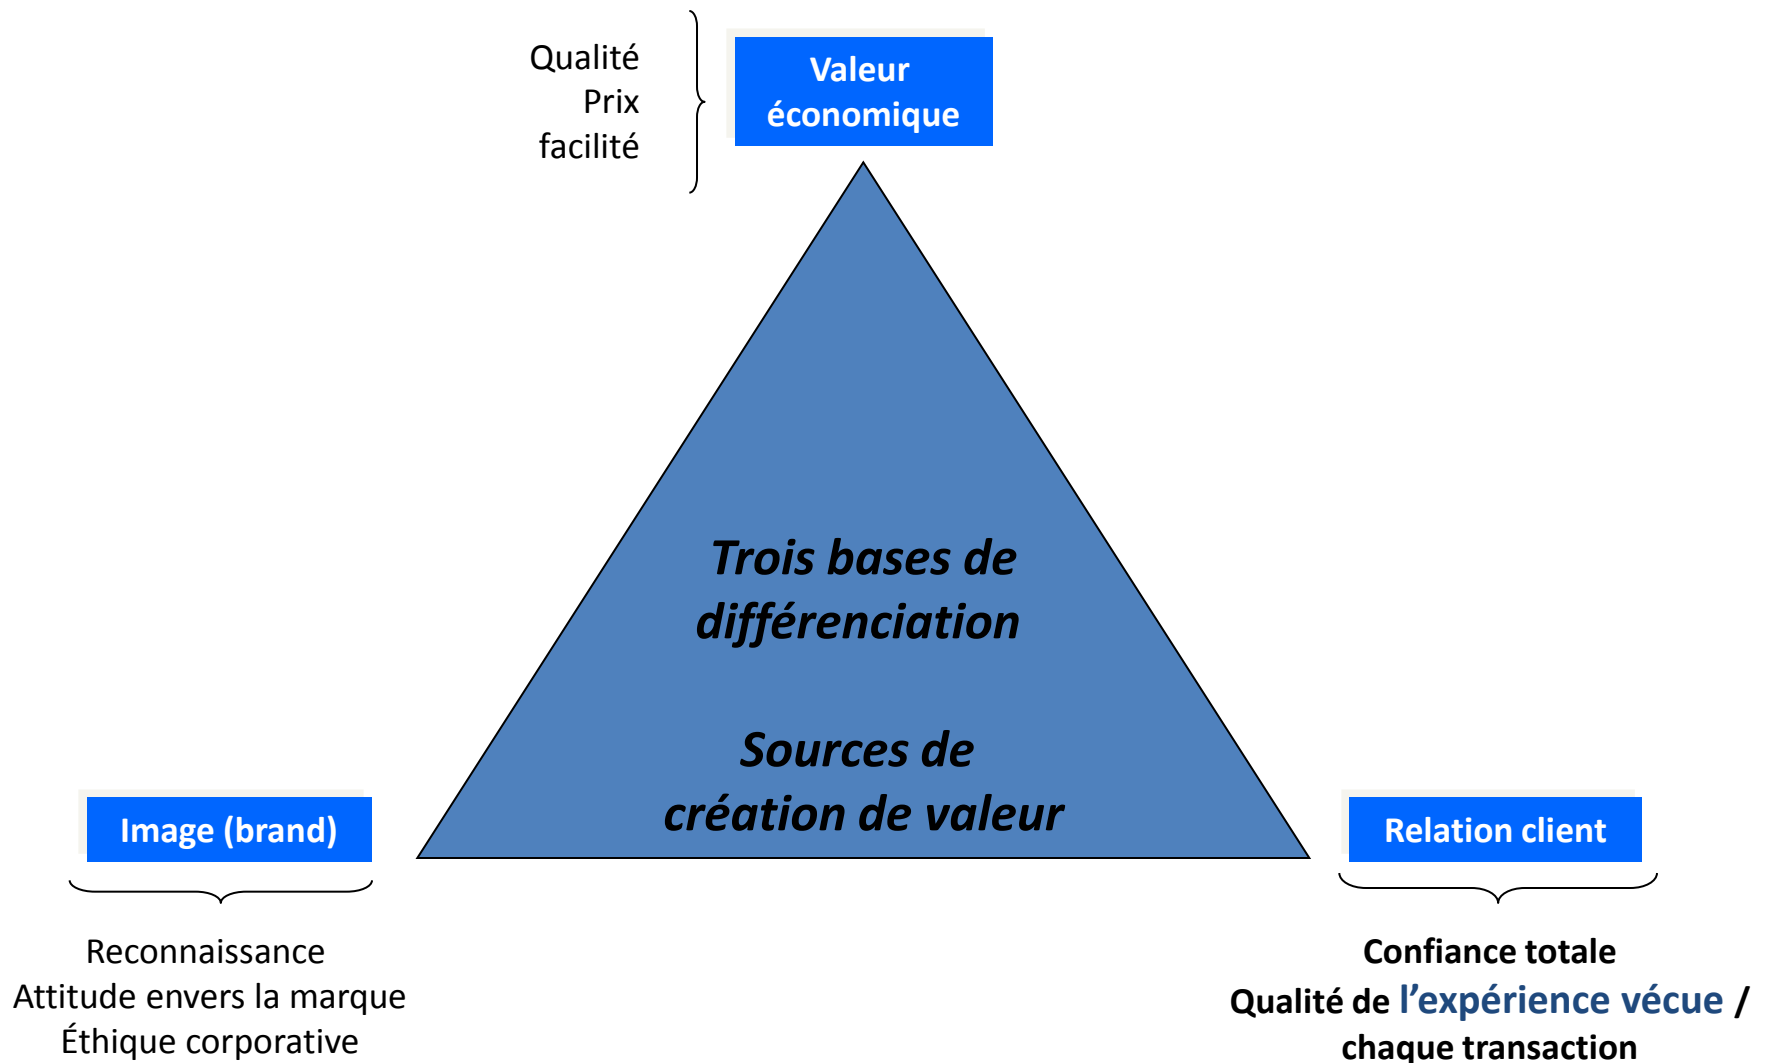 Qualité
Prix
facilité
Valeur
économique
Trois bases de
différenciation
Sources de
création de valeur
Image (brand)
Relation client
Reconnaissance
Attitude envers la marque
Éthique corporative
Confiance totale
Qualité de l’expérience vécue /
chaque transaction